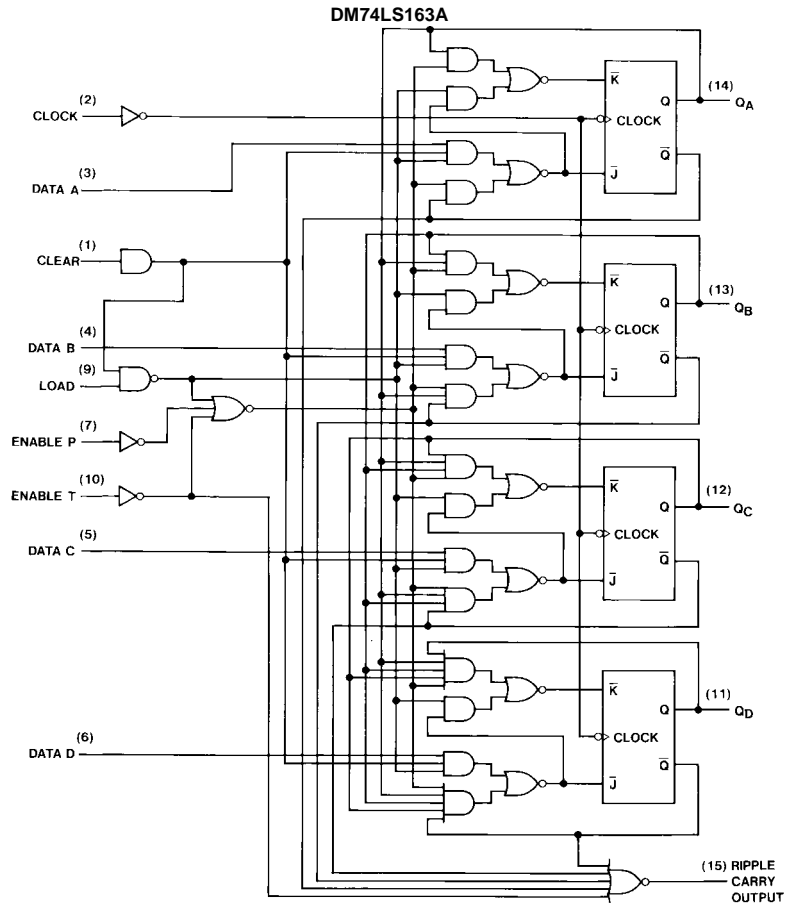 DM74LS163A
CLOCK (2)
DATA A (3)
CLEAR (1)
DATA B (4)
LOAD (9)
ENABLE P (7)
ENABLE T (10)
DATA C (5)
DATA D (6)
K̅
Q (14) QA
CLOCK
Q̅
J̅
K̅
Q (13) QB
CLOCK
Q̅
J̅
K̅
Q (12) QC
CLOCK
Q̅
J̅
K̅
Q (11) QD
CLOCK
Q̅
J̅
(15) RIPPLE
CARRY
OUTPUT